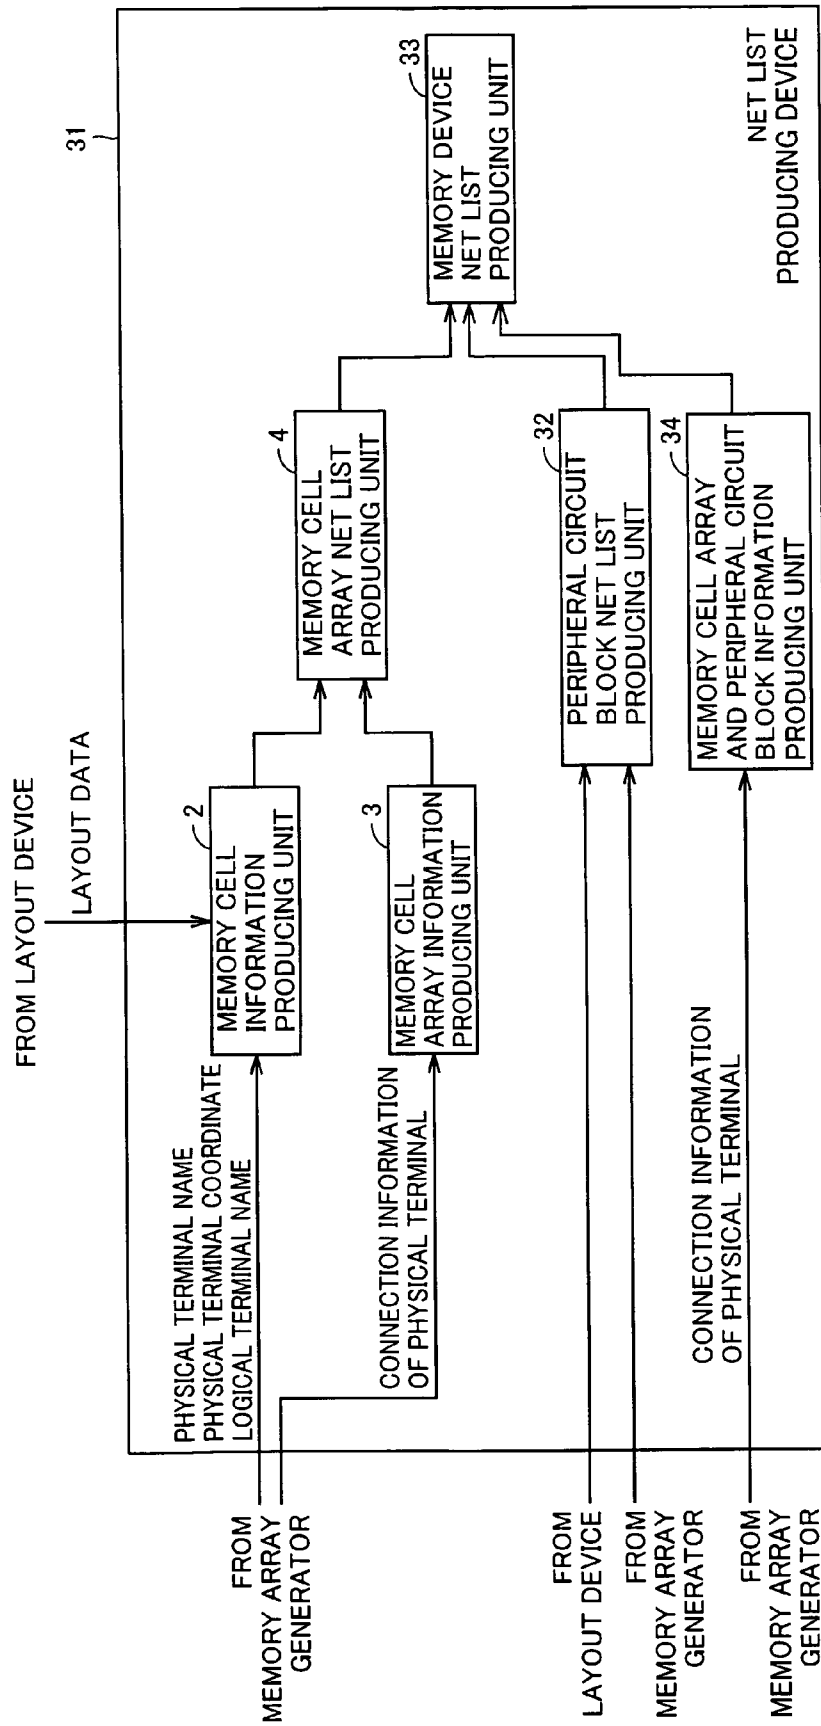 FROM LAYOUT DEVICE
LAYOUT DATA
31
FROM
MEMORY ARRAY
GENERATOR
PHYSICAL TERMINAL NAME
PHYSICAL TERMINAL COORDINATE
LOGICAL TERMINAL NAME
2
MEMORY CELL
INFORMATION
PRODUCING UNIT
CONNECTION INFORMATION
OF PHYSICAL TERMINAL
3
MEMORY CELL
ARRAY INFORMATION
PRODUCING UNIT
4
MEMORY CELL
ARRAY NET LIST
PRODUCING UNIT
33
MEMORY DEVICE
NET LIST
PRODUCING UNIT
FROM
LAYOUT DEVICE
FROM
MEMORY ARRAY
GENERATOR
32
PERIPHERAL CIRCUIT
BLOCK NET LIST
PRODUCING UNIT
FROM
MEMORY ARRAY
GENERATOR
CONNECTION INFORMATION
OF PHYSICAL TERMINAL
34
MEMORY CELL ARRAY
AND PERIPHERAL CIRCUIT
BLOCK INFORMATION
PRODUCING UNIT
NET LIST
PRODUCING DEVICE